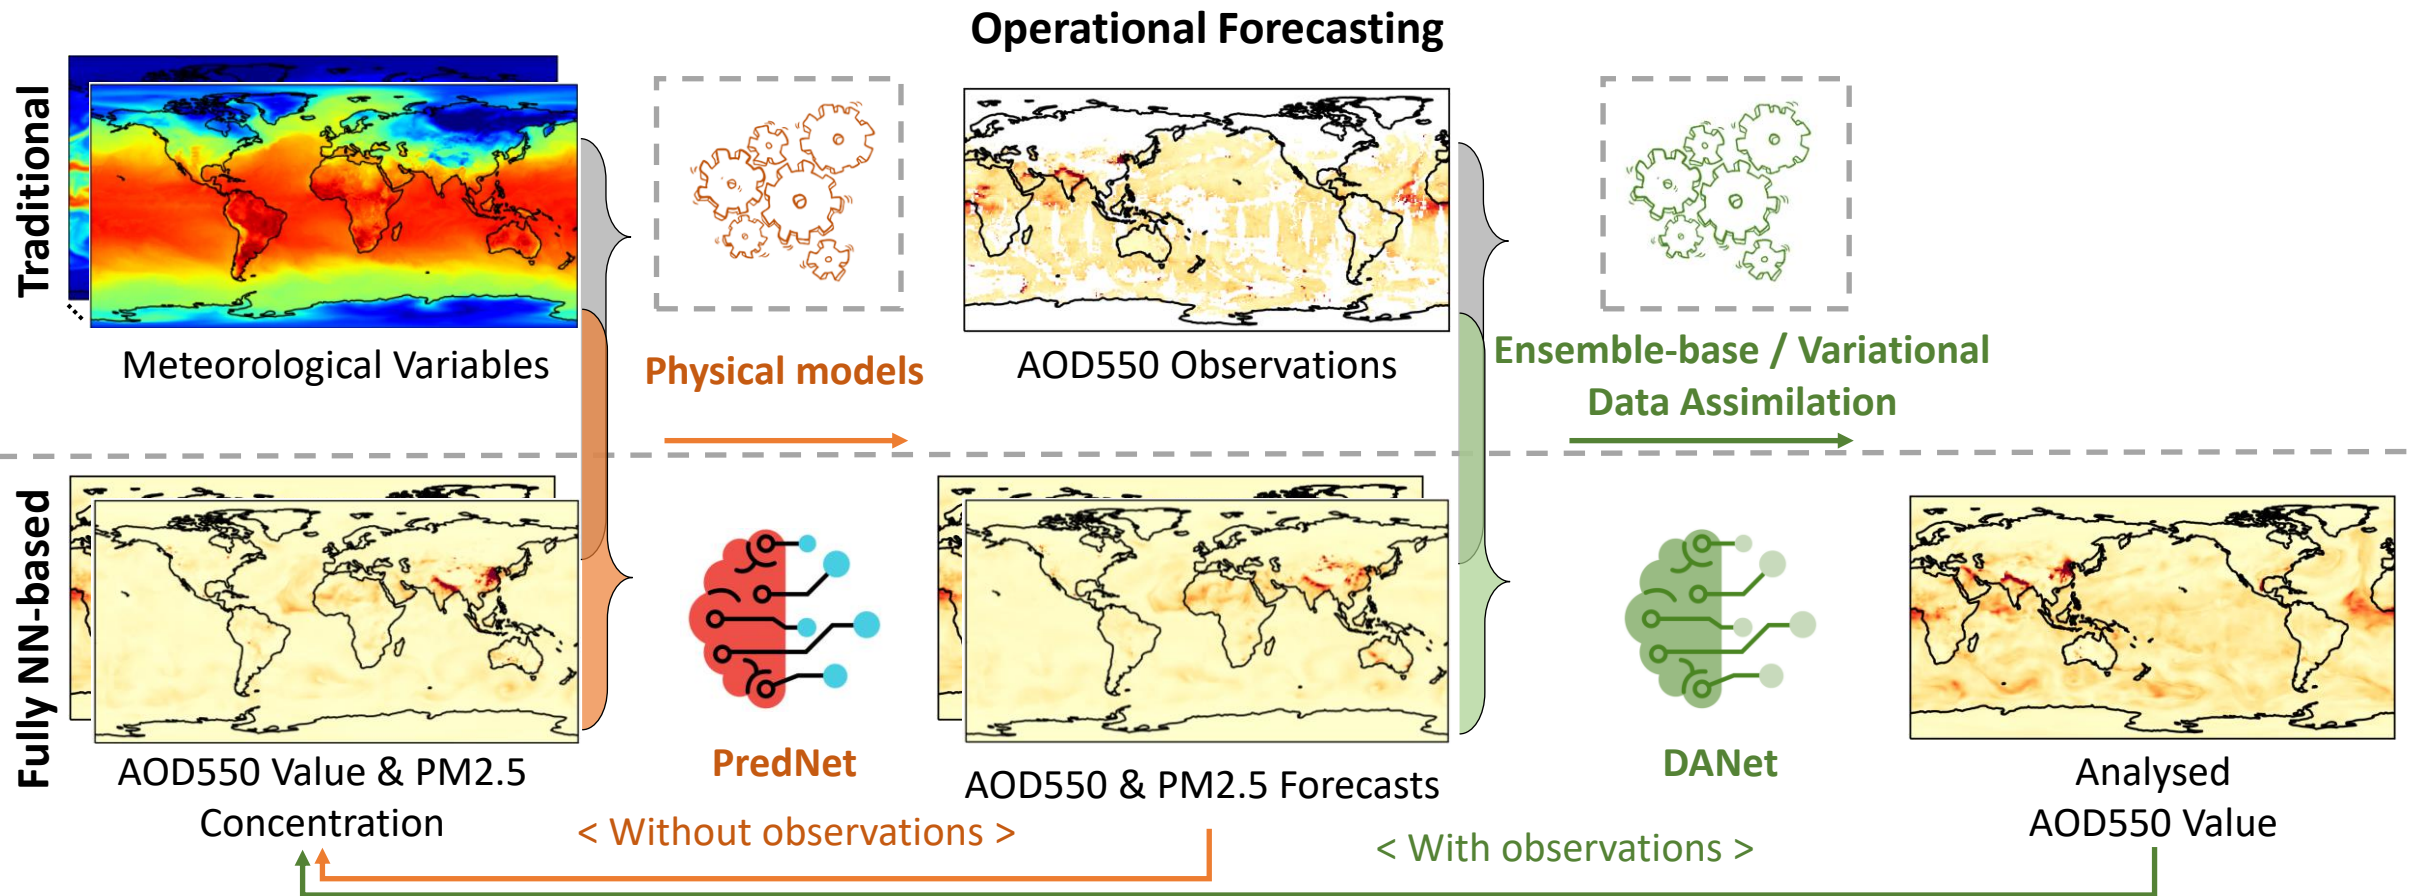 Operational Forecasting
Traditional
Meteorological Variables
Physical models
AOD550 Observations
Ensemble-base / Variational
Data Assimilation
Fully NN-based
AOD550 Value & PM2.5
Concentration
PredNet
AOD550 & PM2.5 Forecasts
DANet
Analysed
AOD550 Value
< Without observations >
< With observations >